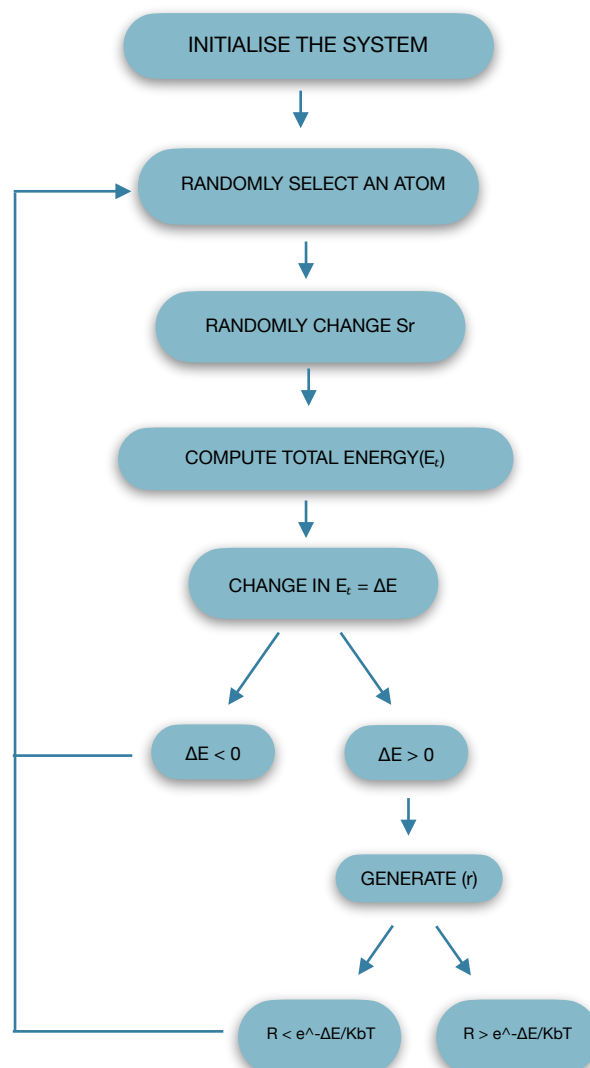 INITIALISE THE SYSTEM
RANDOMLY SELECT AN ATOM
RANDOMLY CHANGE Sr
COMPUTE TOTAL ENERGY(Eₜ)
CHANGE IN Eₜ = ΔE
ΔE < 0
ΔE > 0
GENERATE (r)
R < e^-ΔE/KbT
R > e^-ΔE/KbT